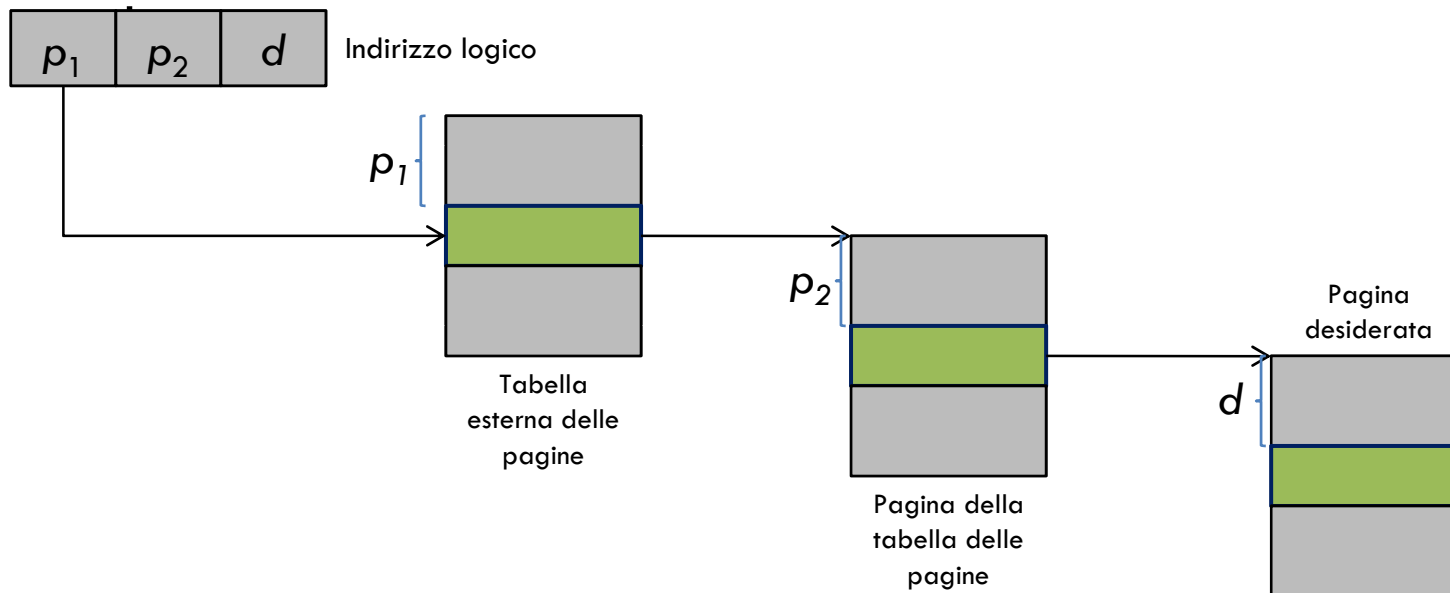 p1 p2 d Indirizzo logico
p1
Tabella
esterna delle
pagine
p2
Pagina della
tabella delle
pagine
Pagina
desiderata
d